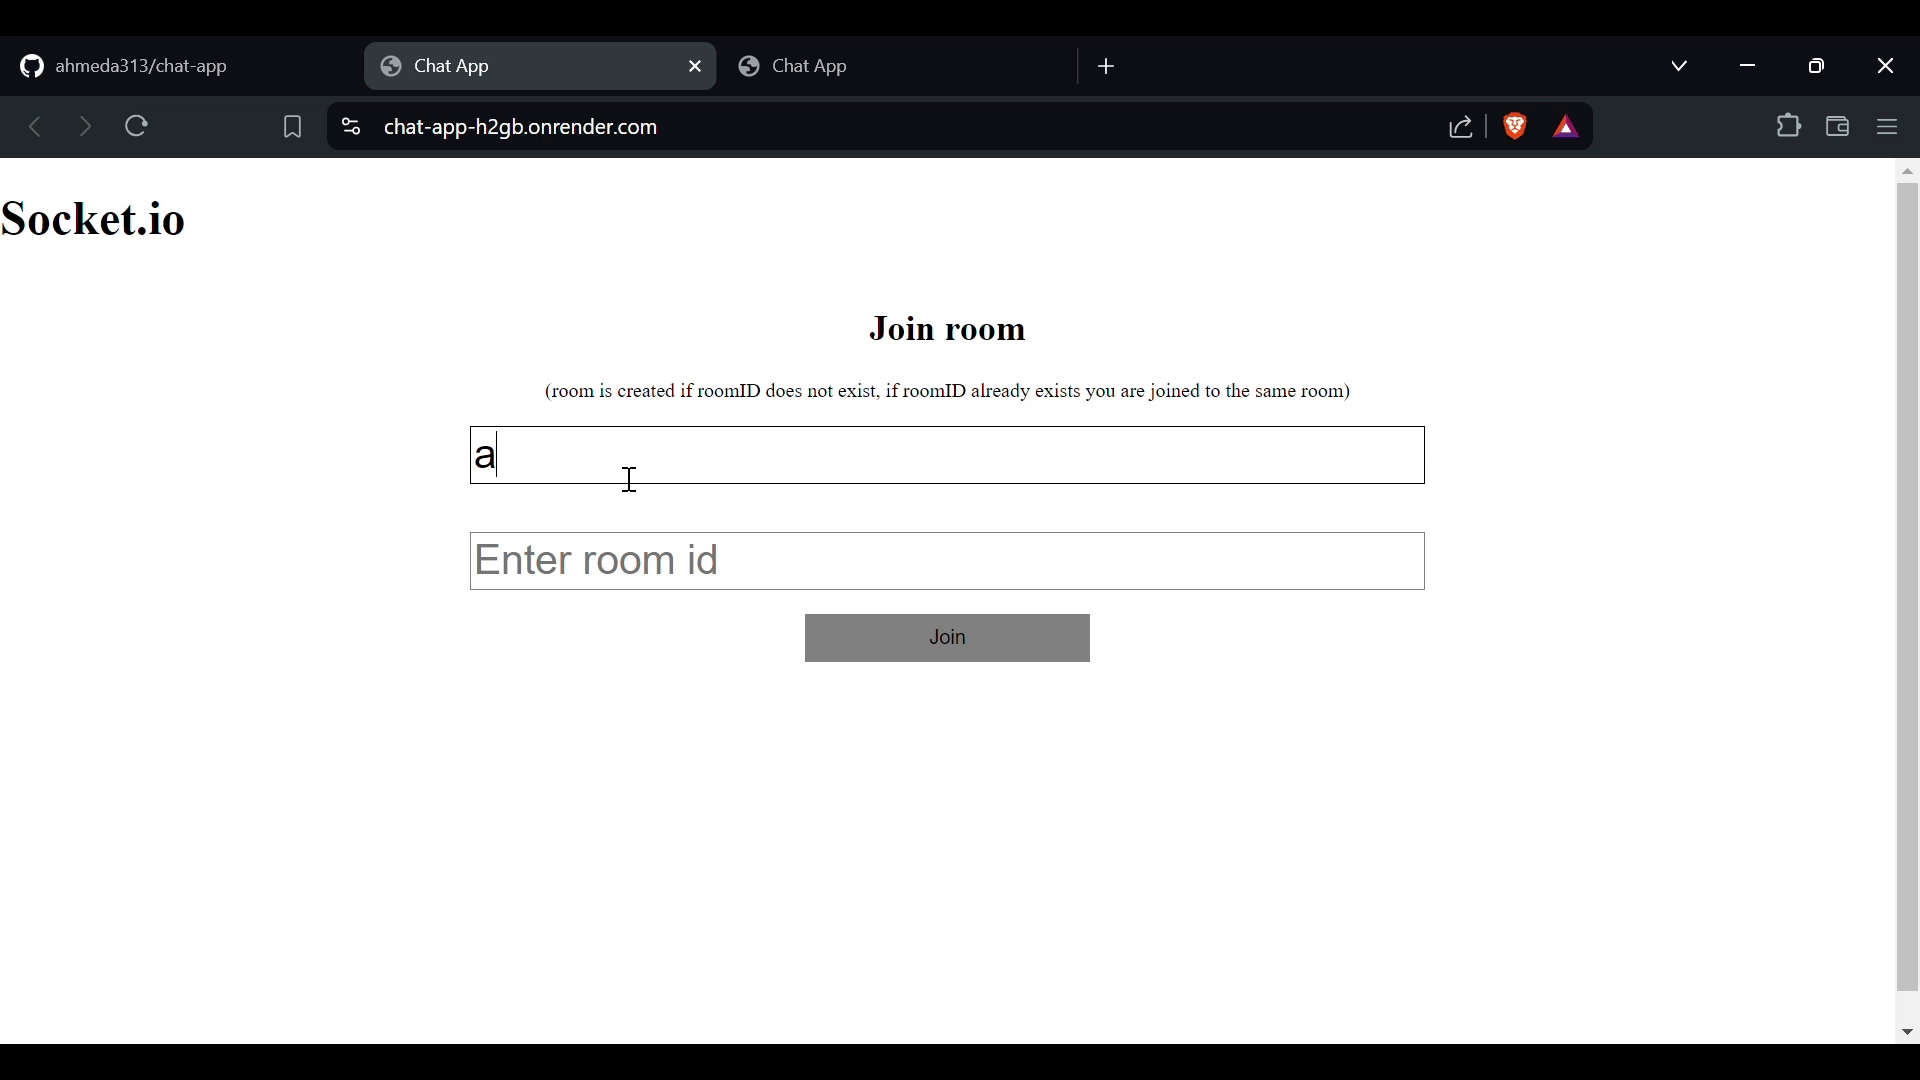 ahmeda313/chat-app
Chat App
Chat App
chat-app-h2gb.onrender.com
Socket.io
Join room
(room is created if roomID does not exist, if roomID already exists you are joined to the same room)
a
Enter room id
Join